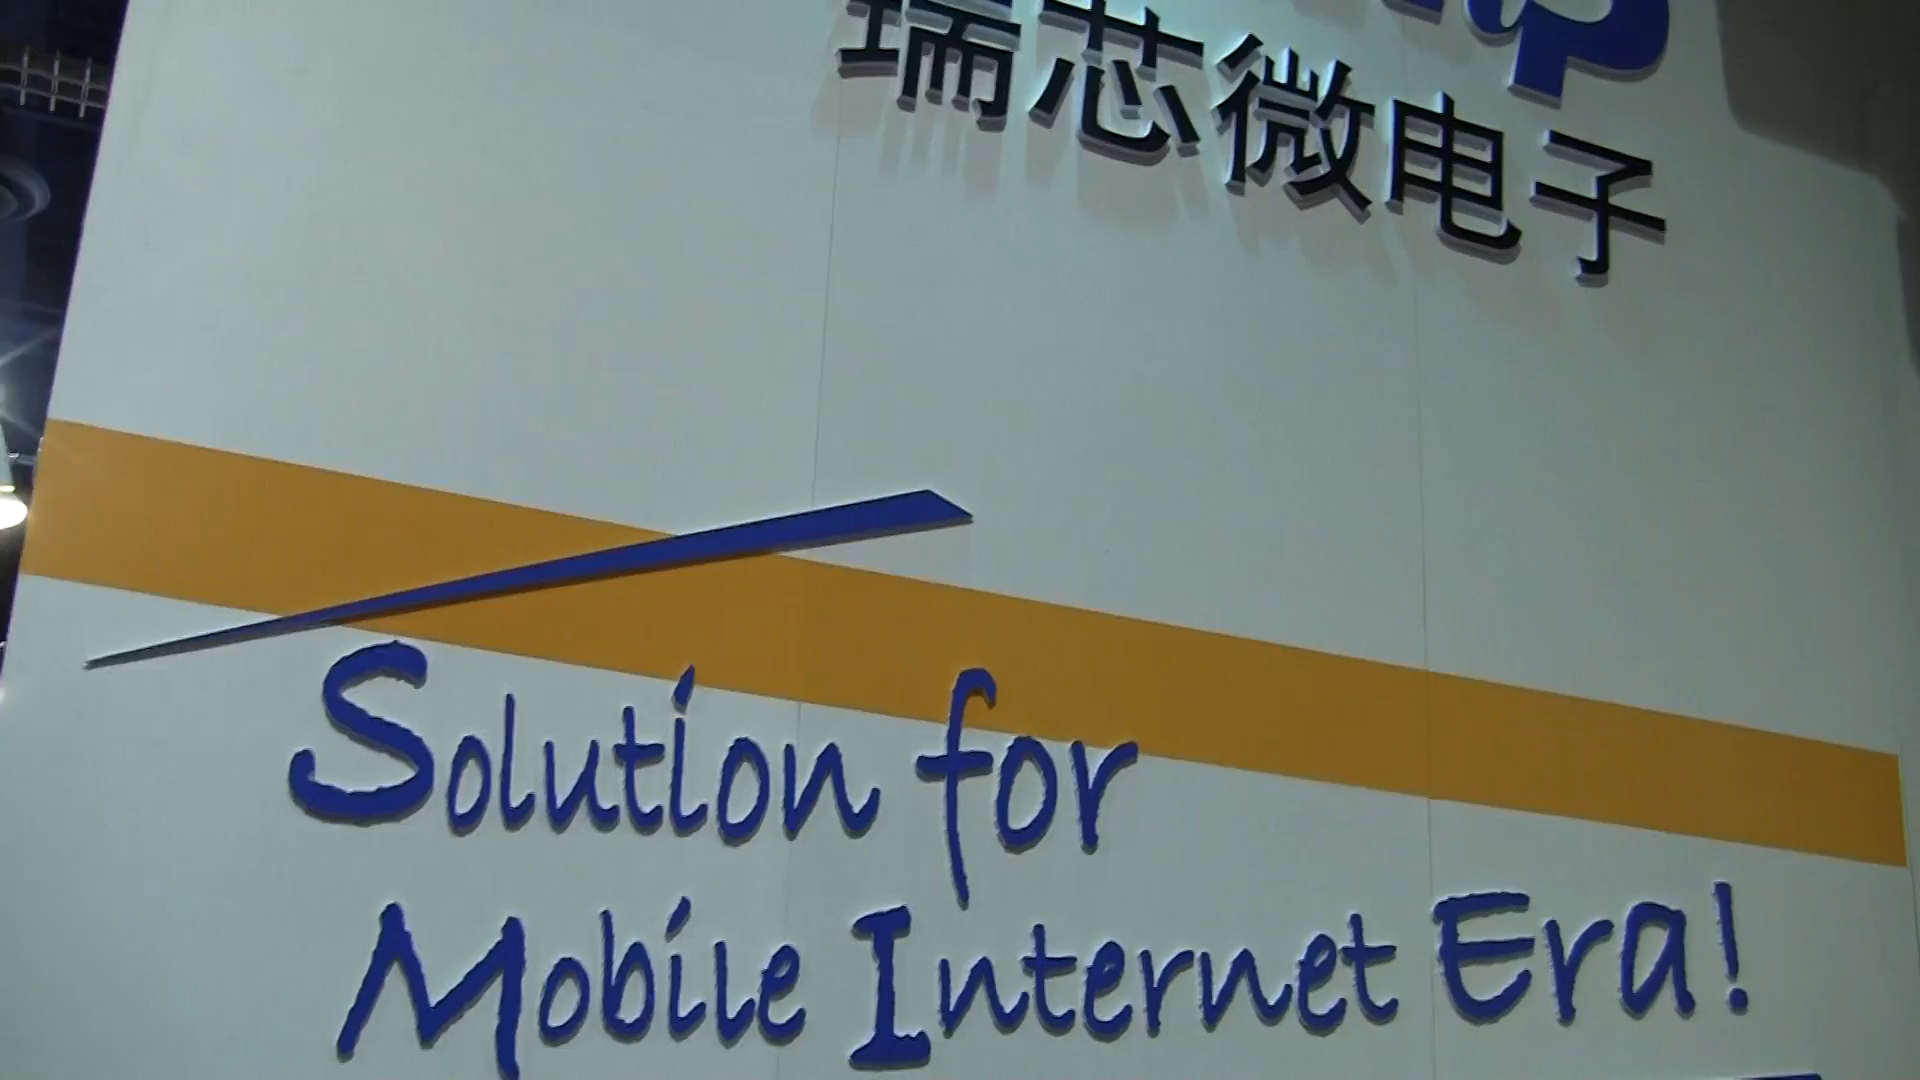 瑞芯微电子
Solution for
Mobile Internet Era!